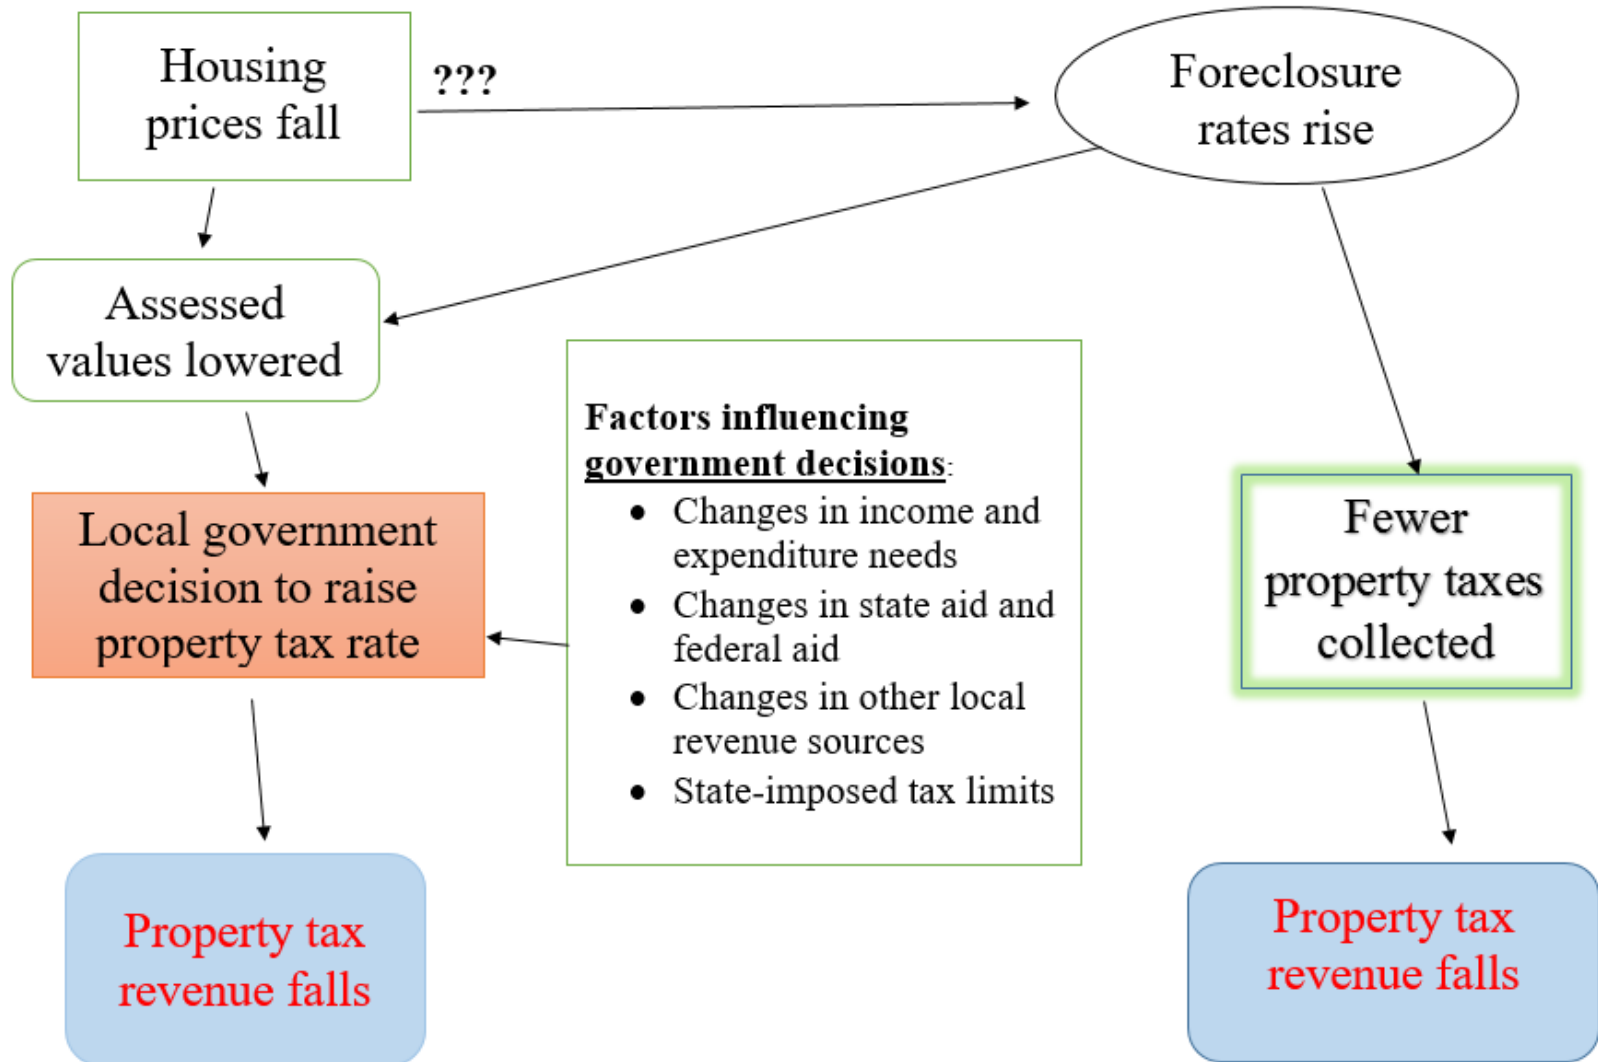 Housing
prices fall
???
Foreclosure
rates rise
Assessed
values lowered
Factors influencing
government decisions:
• Changes in income and
expenditure needs
• Changes in state aid and
federal aid
• Changes in other local
revenue sources
• State-imposed tax limits
Local government
decision to raise
property tax rate
Fewer
property taxes
collected
Property tax
revenue falls
Property tax
revenue falls